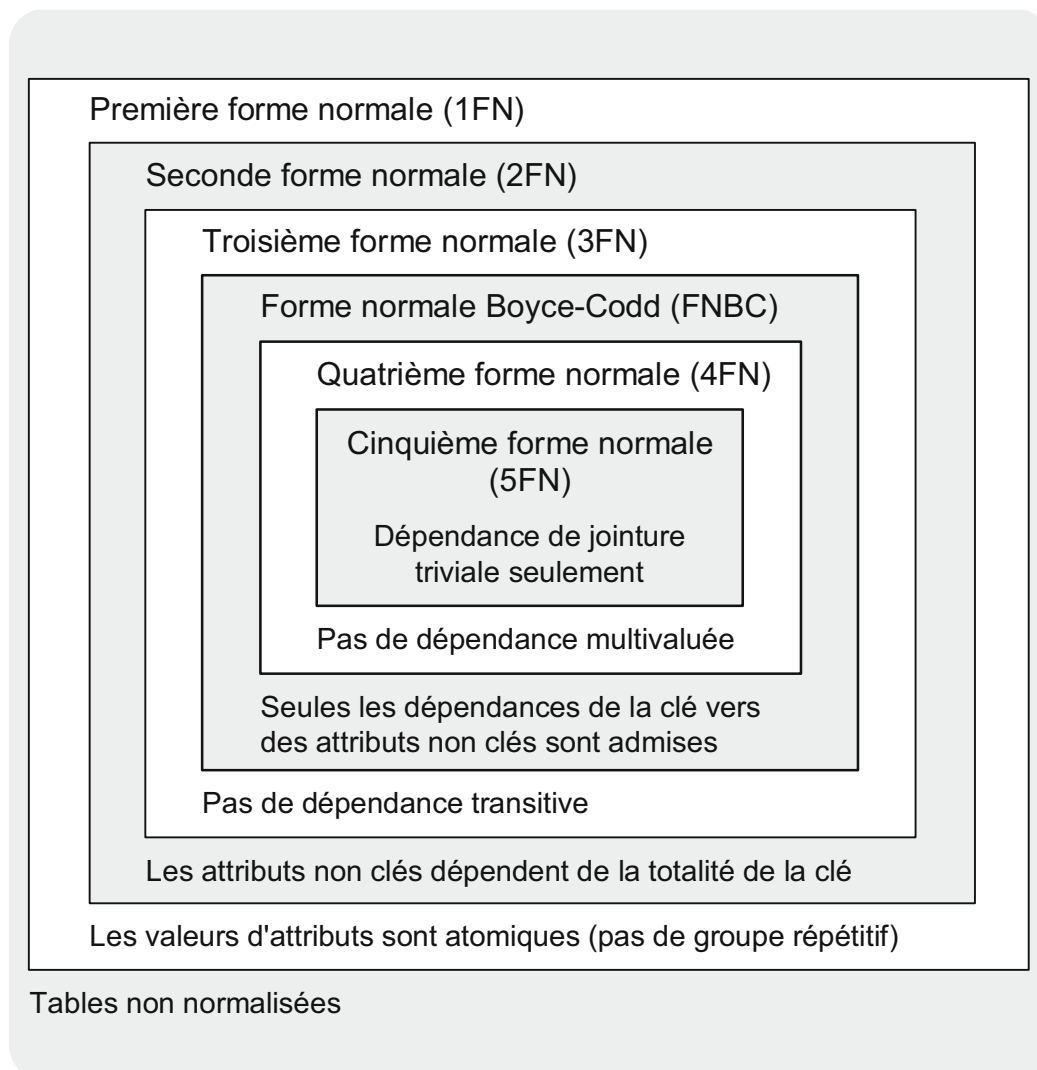 Première forme normale (1FN)
Seconde forme normale (2FN)
Troisième forme normale (3FN)
Forme normale Boyce-Codd (FNBC)
Quatrième forme normale (4FN)
Cinquième forme normale
(5FN)
Dépendance de jointure
triviale seulement
Pas de dépendance multivaluée
Seules les dépendances de la clé vers
des attributs non clés sont admises
Pas de dépendance transitive
Les attributs non clés dépendent de la totalité de la clé
Les valeurs d'attributs sont atomiques (pas de groupe répétitif)
Tables non normalisées